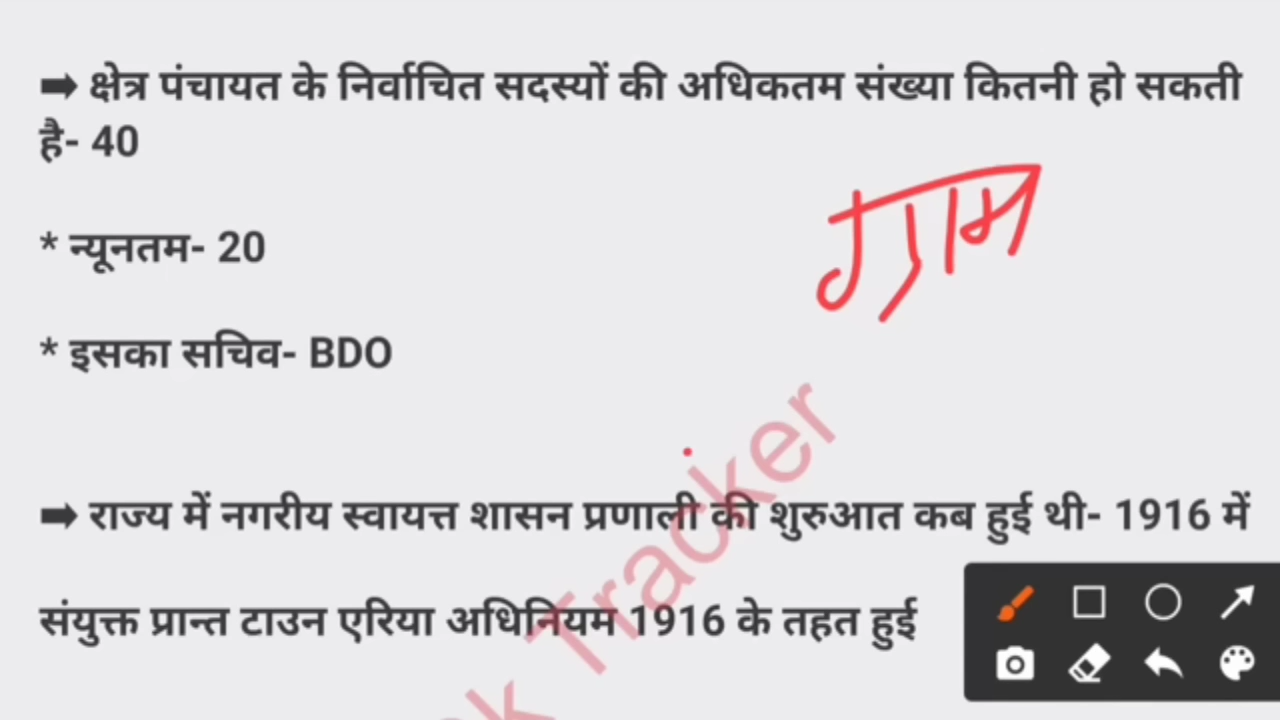 ➡ क्षेत्र पंचायत के निर्वाचित सदस्यों की अधिकतम संख्या कितनी हो सकती
है- 40
ग्राम
* न्यूनतम- 20
* इसका सचिव- BDO
➡ राज्य में नगरीय स्वायत्त शासन प्रणाली की शुरुआत कब हुई थी- 1916 में
संयुक्त प्रान्त टाउन एरिया अधिनियम 1916 के तहत हुई
Tracker